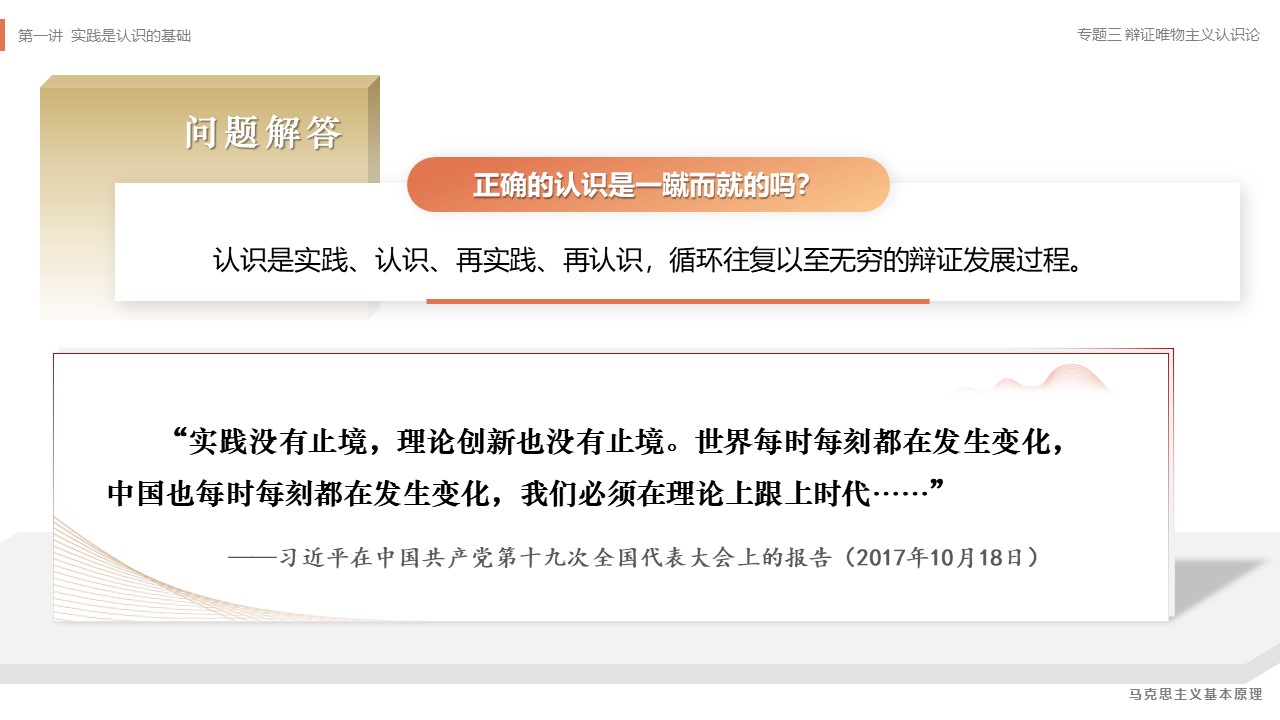 第一讲 实践是认识的基础
专题三 辩证唯物主义认识论
问题解答
正确的认识是一蹴而就的吗？
认识是实践、认识、再实践、再认识，循环往复以至无穷的辩证发展过程。
“实践没有止境，理论创新也没有止境。世界每时每刻都在发生变化，
中国也每时每刻都在发生变化，我们必须在理论上跟上时代……”
——习近平在中国共产党第十九次全国代表大会上的报告（2017年10月18日）
马克思主义基本原理